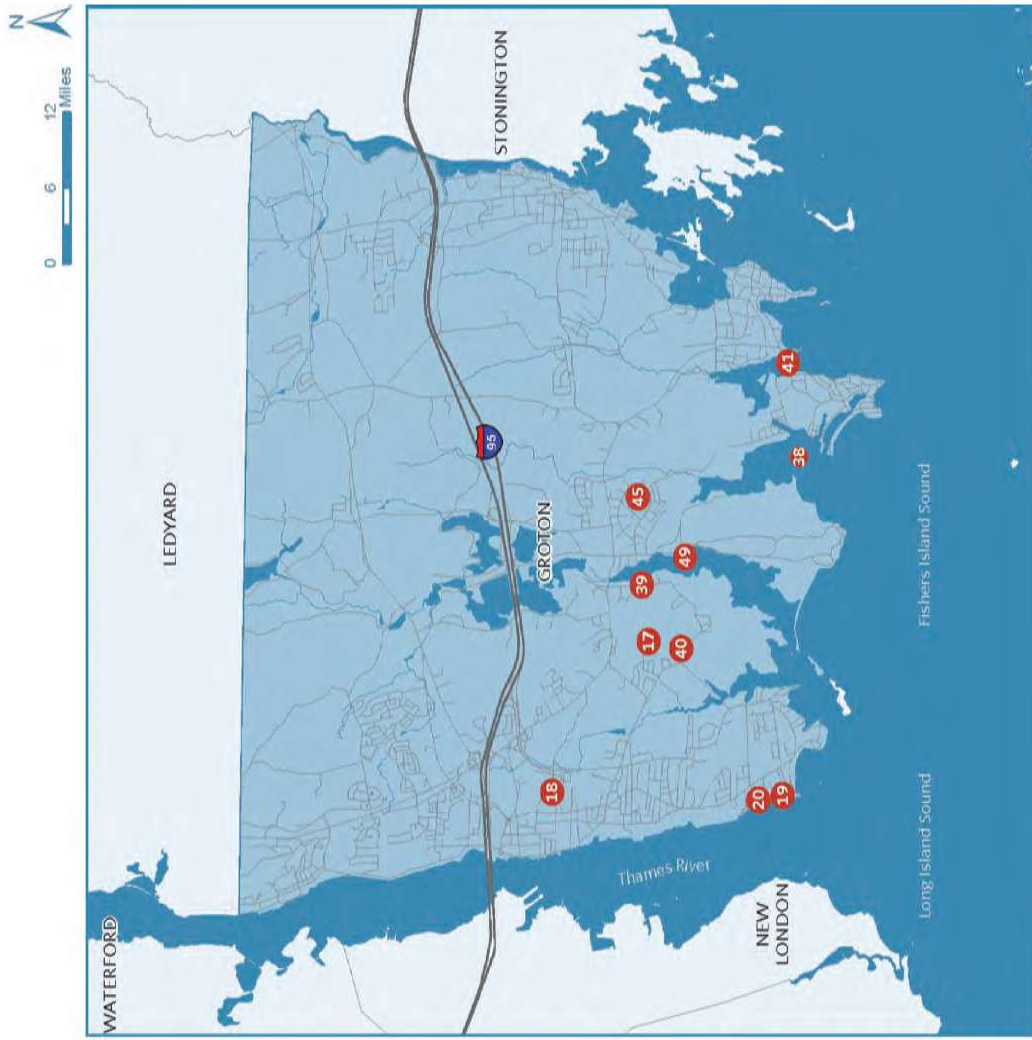 N
0 6 12
Miles
WATERFORD
LEDYARD
STONINGTON
95
GROTON
18
17
39
45
40
49
20
19
38
41
Thames River
NEW
LONDON
Long Island Sound
Fishers Island Sound